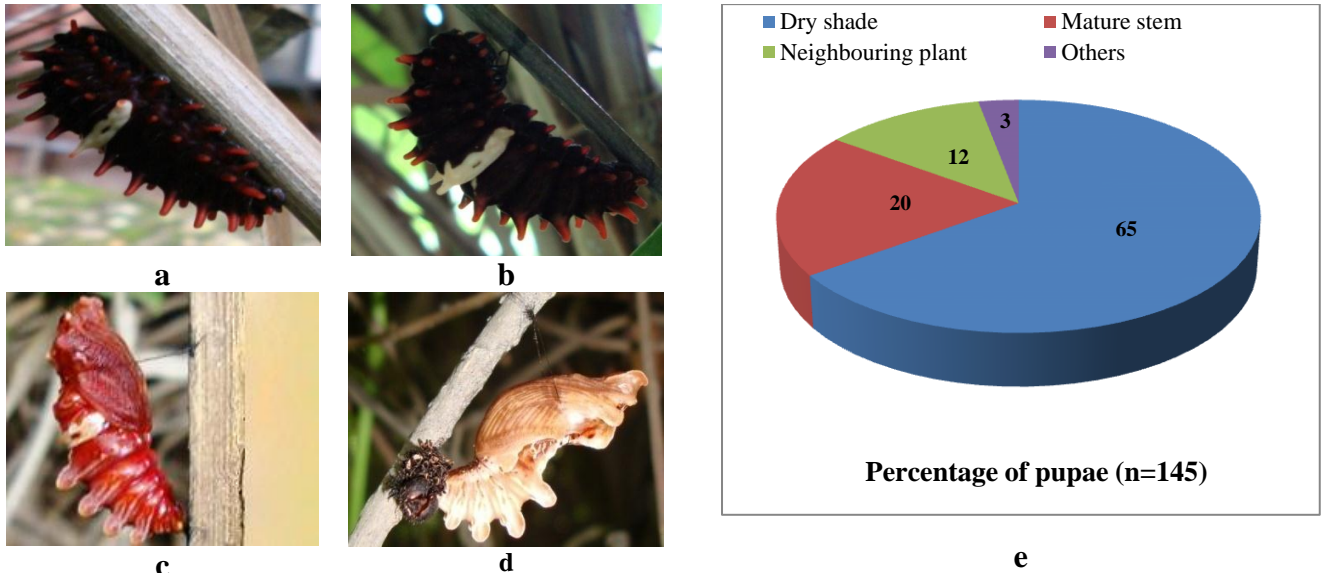 a
b
c
d
Dry shade
Mature stem
Neighbouring plant
Others
3
12
20
65
Percentage of pupae (n=145)
e